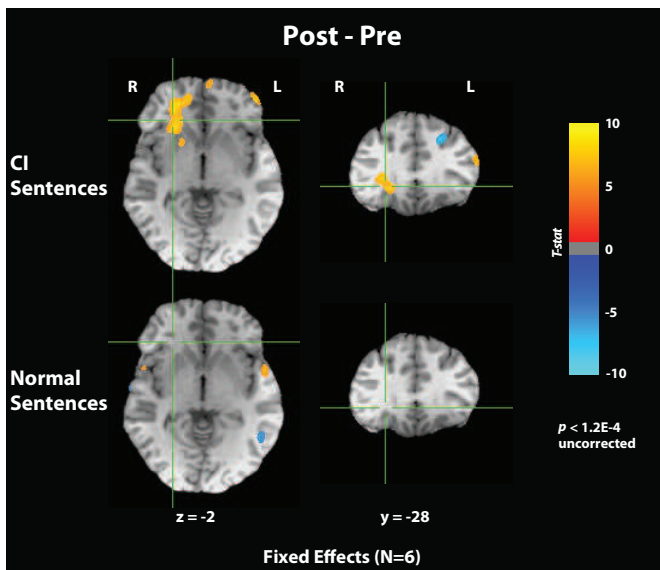 Post - Pre
R
L
R
L
CI
Sentences
10
5
0
-5
-10
T-stat
Normal
Sentences
p < 1.2E-4
uncorrected
z = -2
y = -28
Fixed Effects (N=6)